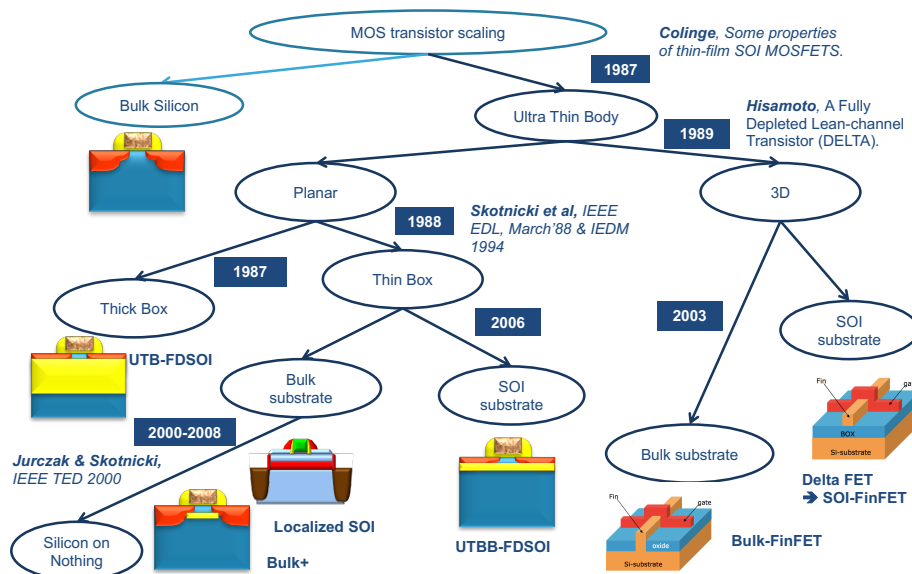 MOS transistor scaling
Colinge, Some properties
of thin-film SOI MOSFETS.
1987
Bulk Silicon
Ultra Thin Body
Hisamoto, A Fully
Depleted Lean-channel
Transistor (DELTA).
1989
Planar
3D
1988
Skotnicki et al, IEEE
EDL, March'88 & IEDM
1994
1987
Thin Box
Thick Box
2006
2003
SOI
substrate
UTB-FDSOI
Bulk
substrate
SOI
substrate
Fin
gate
BOX
Si-substrate
2000-2008
Bulk substrate
Jurczak & Skotnicki,
IEEE TED 2000
Delta FET
➔ SOI-FinFET
Localized SOI
Fin
gate
oxide
Si-substrate
Silicon on
Nothing
Bulk+
UTBB-FDSOI
Bulk-FinFET